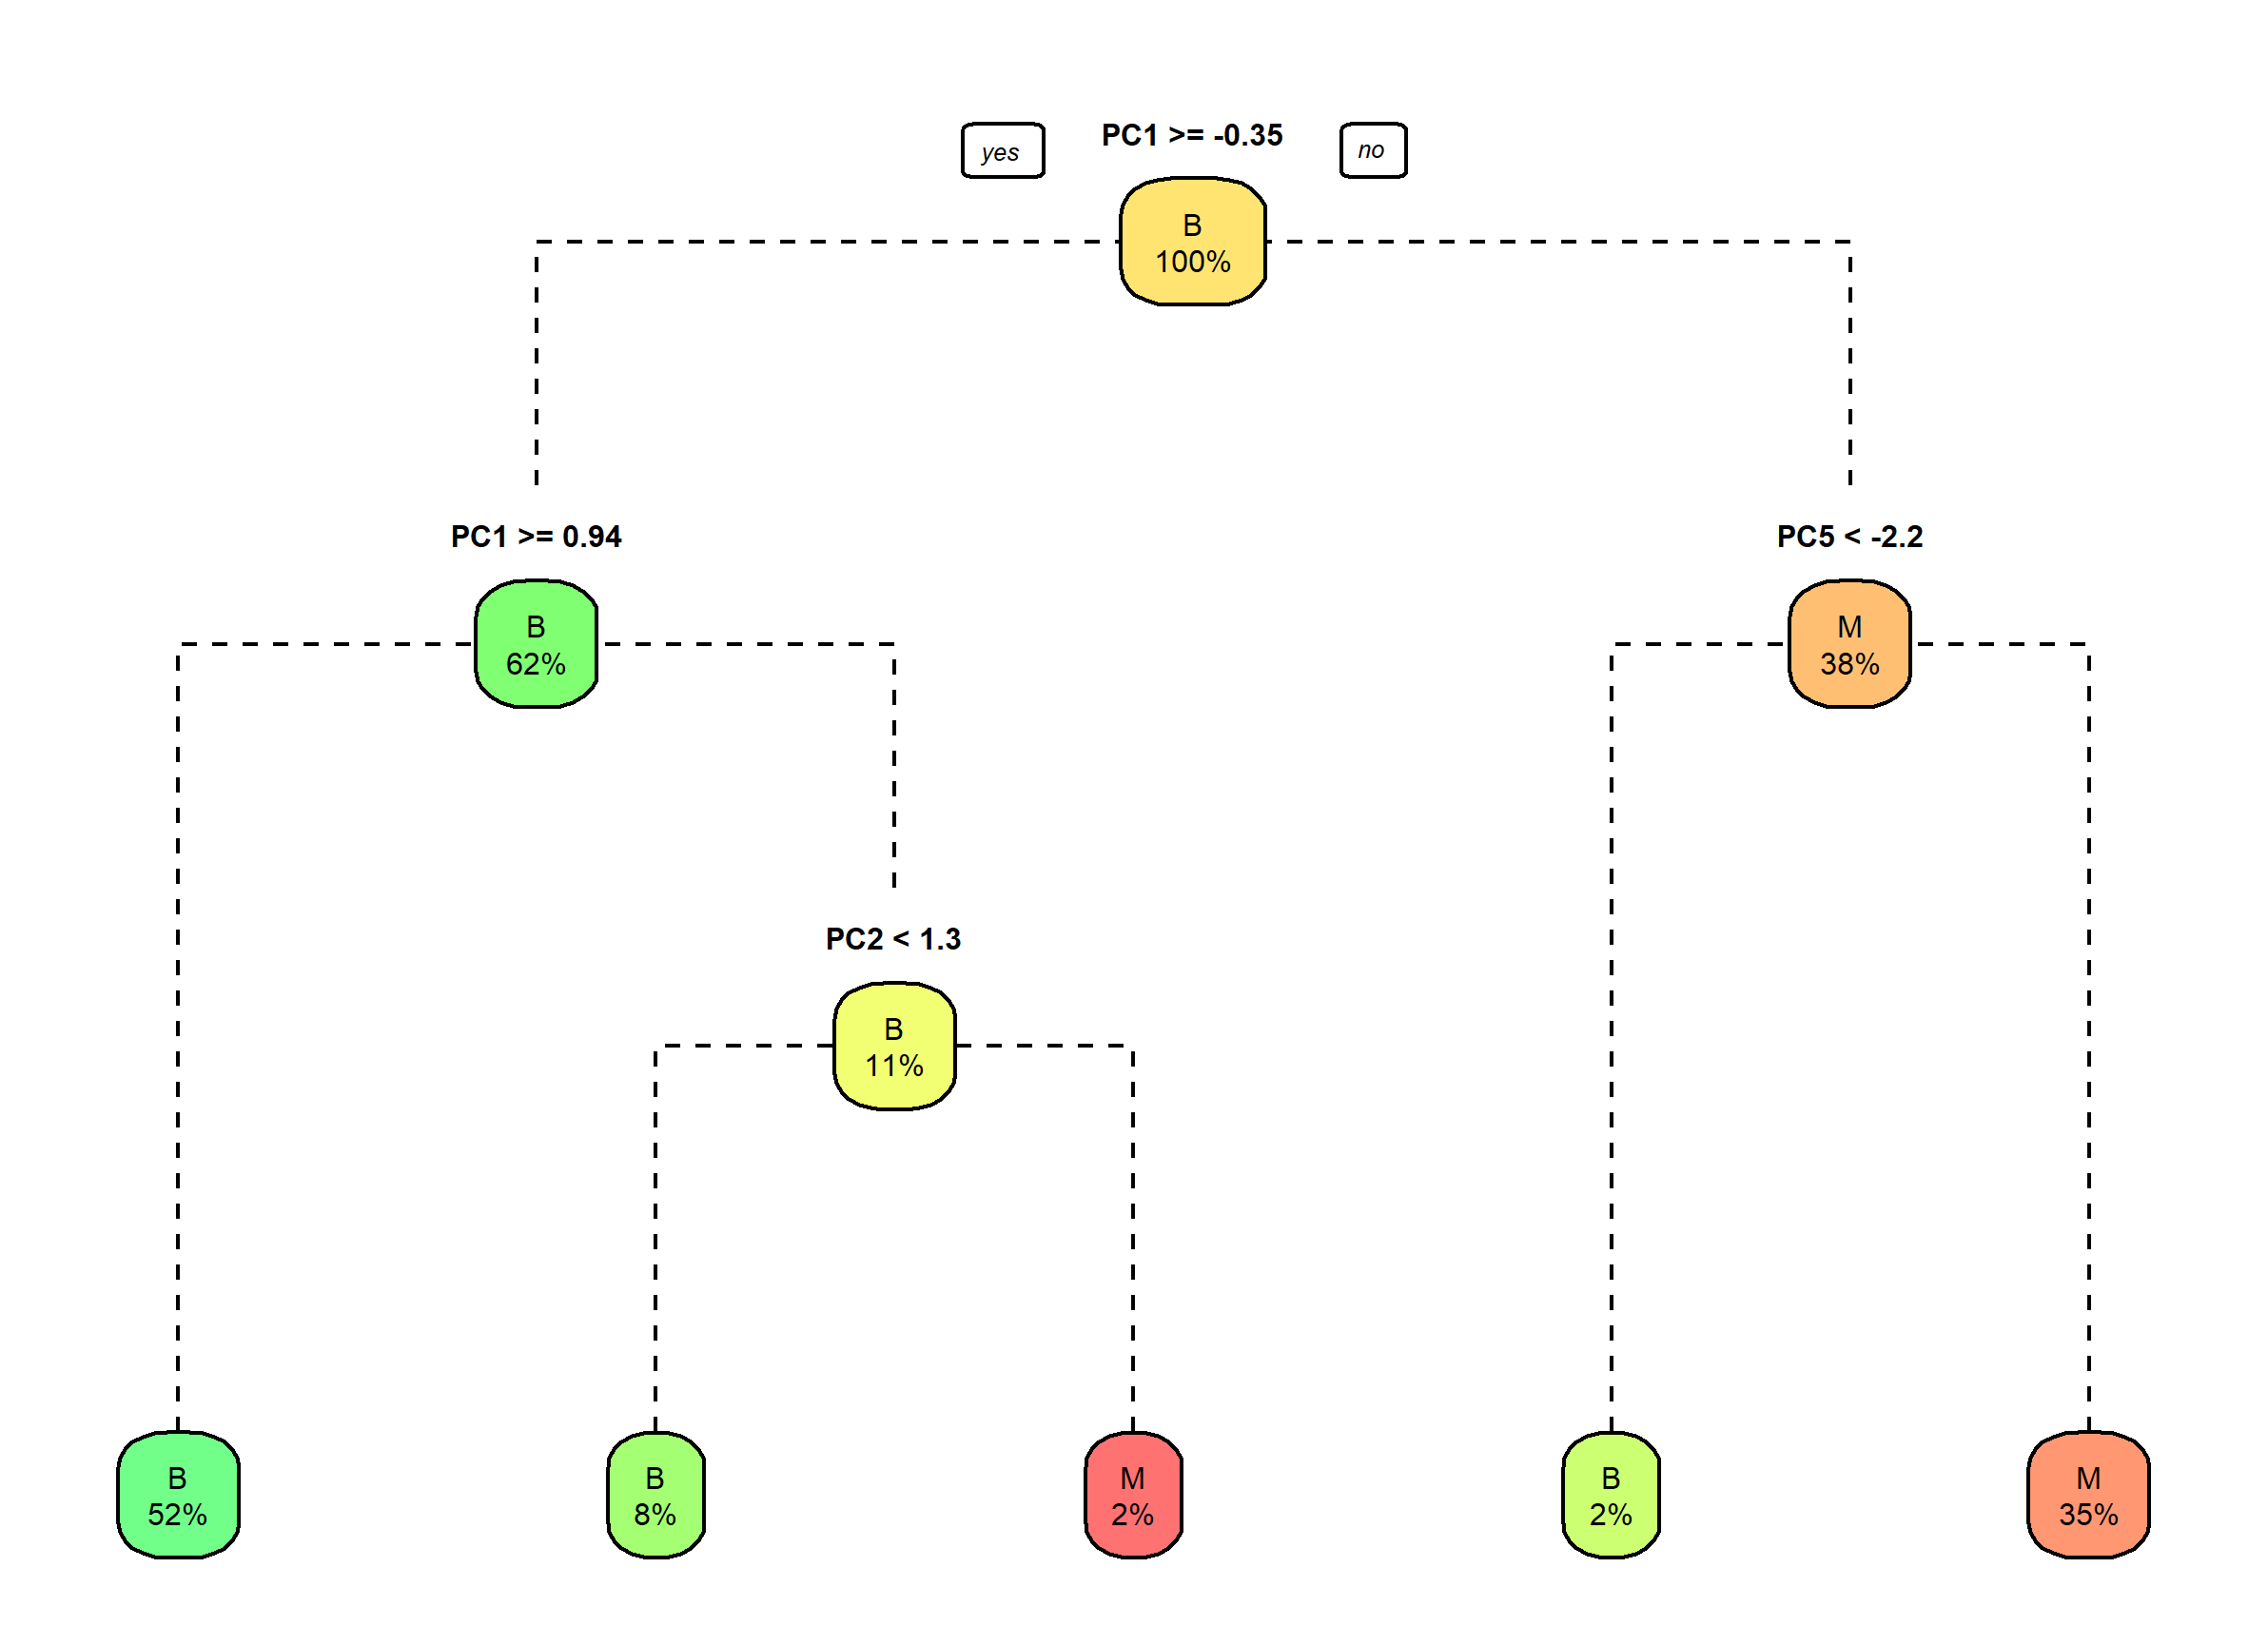 PC1 >= -0.35
yes
no
B
100%
PC1 >= 0.94
PC5 < -2.2
B
62%
M
38%
PC2 < 1.3
B
11%
B
52%
B
8%
M
2%
B
2%
M
35%